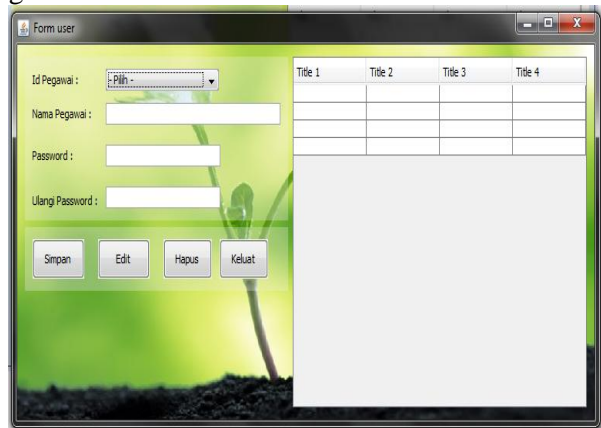 Form user
Id Pegawai :
- Pilih -
Nama Pegawai :
Password :
Ulangi Password :
Simpan Edit Hapus Keluat
Title 1 Title 2 Title 3 Title 4